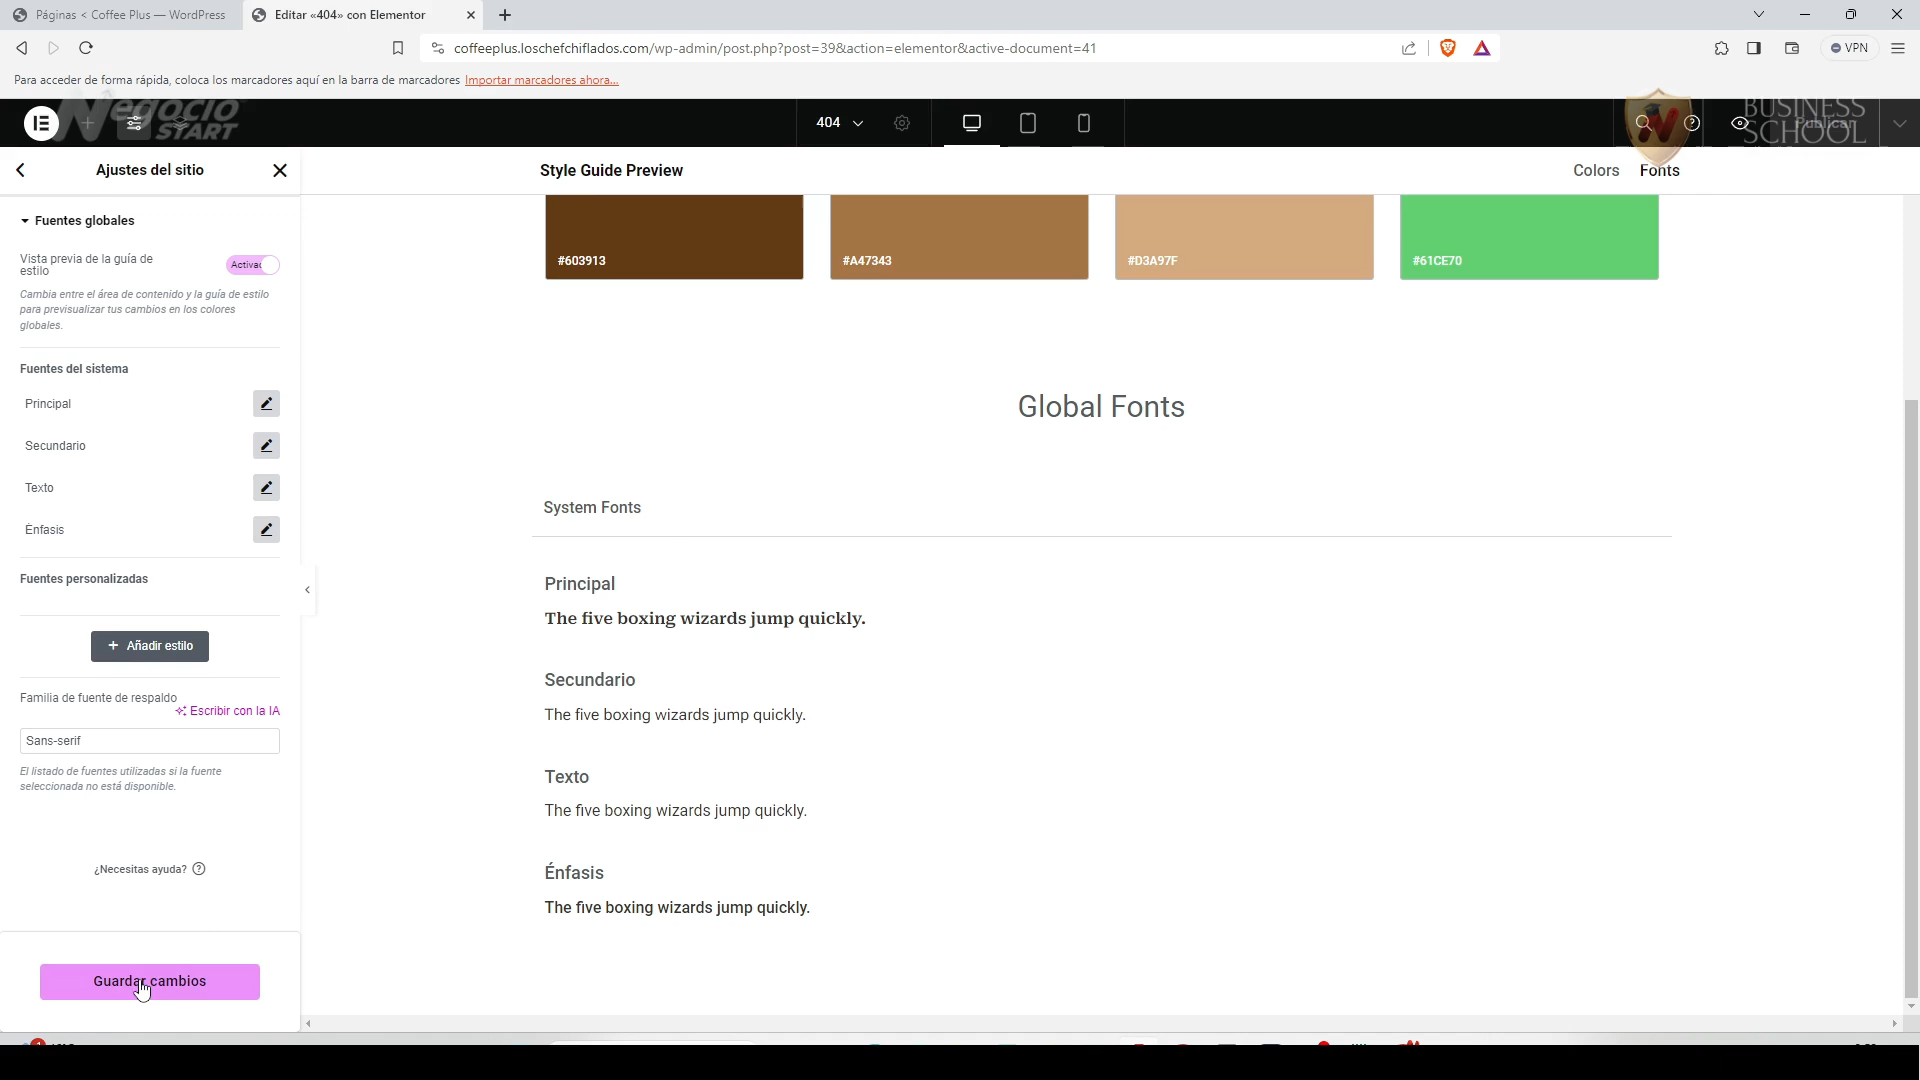 Páginas < Coffee Plus — WordPress
Editar «404» con Elementor
coffeeplus.loschefchiflados.com/wp-admin/post.php?post=39&action=elementor&active-document=41
VPN
Para acceder de forma rápida, coloca los marcadores aquí en la barra de marcadores Importar marcadores ahora...
Negocio
START
404
BUSINESS
SCHOOL
Publicar
Ajustes del sitio
Style Guide Preview
Colors
Fonts
Fuentes globales
Vista previa de la guía de
estilo
Cambia entre el área de contenido y la guía de estilo
para previsualizar tus cambios en los colores
globales.
Fuentes del sistema
Principal
Secundario
Texto
Énfasis
Fuentes personalizadas
+ Añadir estilo
Familia de fuente de respaldo
Escribir con la IA
Sans-serif
El listado de fuentes utilizadas si la fuente
seleccionada no está disponible.
¿Necesitas ayuda?
Guardar cambios
#603913
#A47343
#D3A97F
#61CE70
Global Fonts
System Fonts
Principal
The five boxing wizards jump quickly.
Secundario
The five boxing wizards jump quickly.
Texto
The five boxing wizards jump quickly.
Énfasis
The five boxing wizards jump quickly.